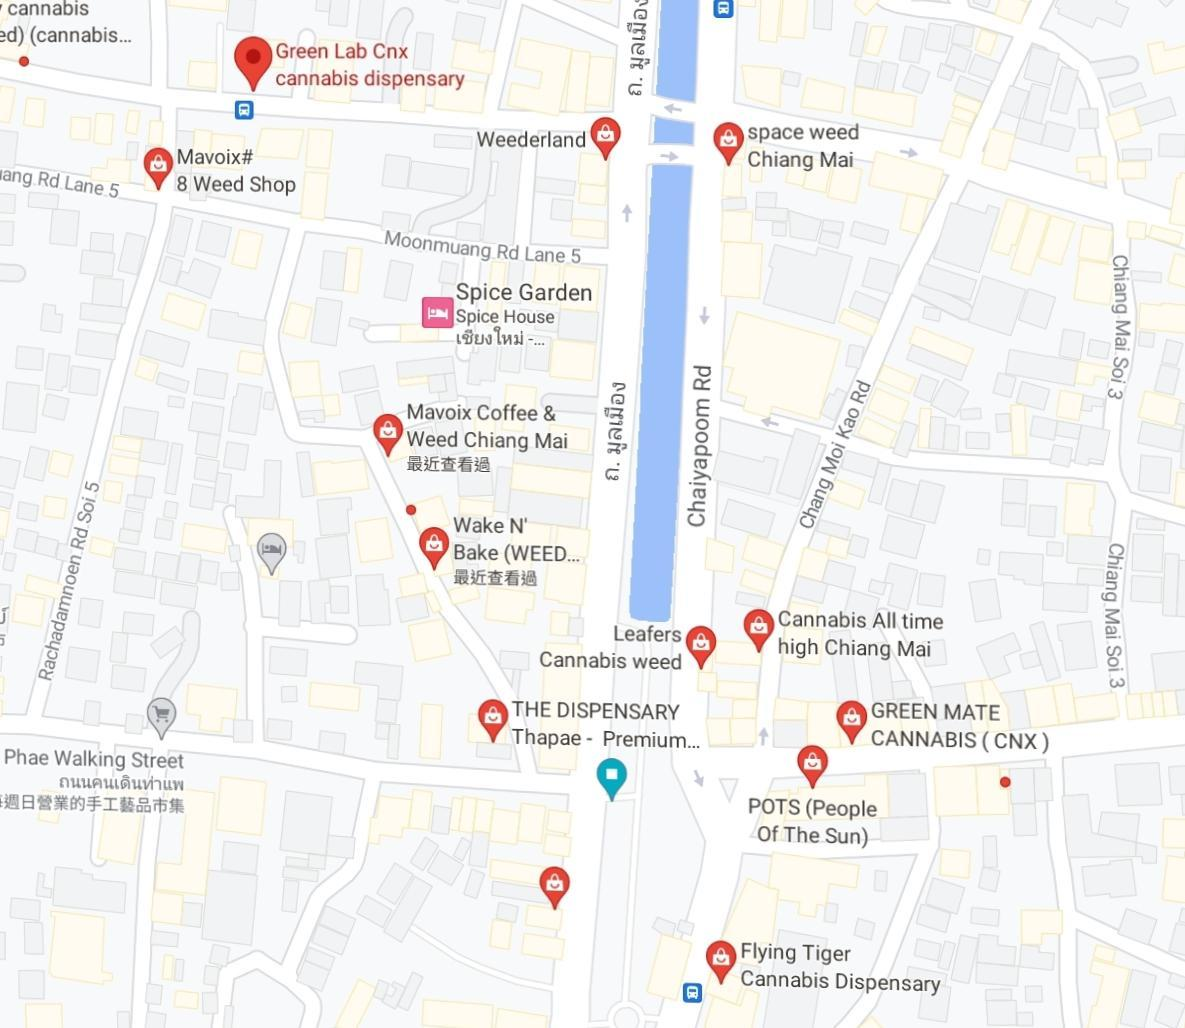 cannabis
ed) (cannabis...
Green Lab Cnx
cannabis dispensary
ถ. มูลเมือง
Weederland
space weed
Chiang Mai
Mavoix#
8 Weed Shop
uang Rd Lane 5
Moonmuang Rd Lane 5
Spice Garden
Spice House
เชียงใหม่ -...
Chiang Mai Soi 3
ถ. มูลเมือง
Chaiyapoom Rd
Chang Moi Kao Rd
Mavoix Coffee &
Weed Chiang Mai
最近查看過
Wake N'
Bake (WEED...
最近查看過
Rachadamnoen Rd Soi 5
Chiang Mai Soi 3
Leafers
Cannabis weed
Cannabis All time
high Chiang Mai
THE DISPENSARY
Thapae - Premium...
GREEN MATE
CANNABIS ( CNX )
Phae Walking Street
ถนนคนเดินท่าแพ
週日營業的手工藝品市集
POTS (People
Of The Sun)
Flying Tiger
Cannabis Dispensary